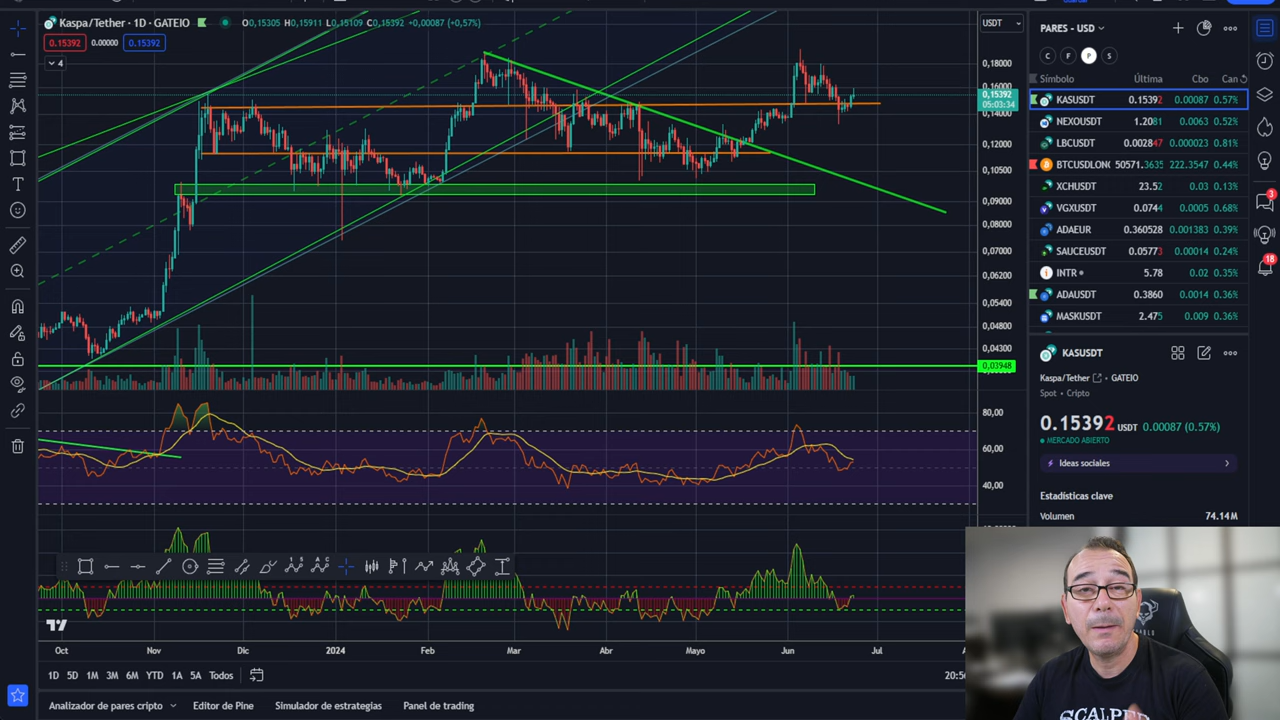 Kaspa/Tether · 1D · GATEIO O0,15305 H0,15911 L0,15109 C0,15392 +0,00087 (+0,57%)
0.15392 0.00000 0.15392
4
USDT
0,18000
0,16000
0,15392
05:03:34
0,14000
0,12000
0,10500
0,09000
0,08000
0,07000
0,06200
0,05400
0,04800
0,04300
0,03948
80,00
60,00
40,00
Oct Nov Dic 2024 Feb Mar Abr Mayo Jun Jul
1D 5D 1M 3M 6M YTD 1A 5A Todos
Analizador de pares cripto Editor de Pine Simulador de estrategias Panel de trading
PARES - USD
C F P S
Símbolo Última Cbo Can
KASUSDT 0.15392 0.00087 0.57%
NEXOUSDT 1.2081 0.0063 0.52%
LBCUSDT 0.002847 0.000023 0.81%
BTCUSDLON 50571.3635 222.3547 0.44%
XCHUSDT 23.52 0.03 0.13%
VGXUSDT 0.0744 0.0005 0.68%
ADAEUR 0.360528 0.001383 0.39%
SAUCEUSDT 0.05773 0.00014 0.24%
INTR 5.78 0.02 0.35%
ADAUSDT 0.3860 0.0014 0.36%
MASKUSDT 2.475 0.009 0.36%
3
18
KASUSDT
Kaspa/Tether · GATEIO
Spot • Cripto
0.15392 USDT 0.00087 (0.57%)
MERCADO ABIERTO
Ideas sociales
Estadísticas clave
Volumen 74.14M
SCALPER